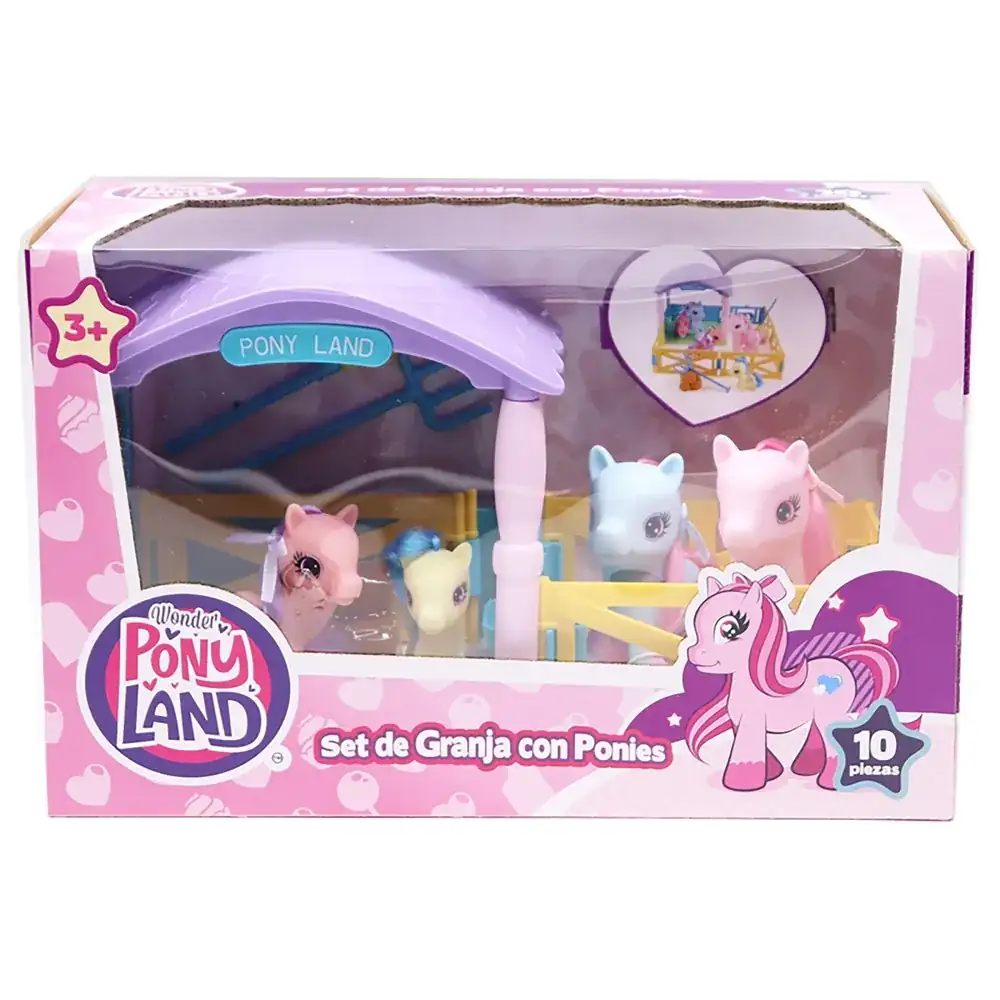 Set de Granja con Ponies
3+
PONY LAND
Wonder
PONY
LAND
Set de Granja con Ponies
10
piezas